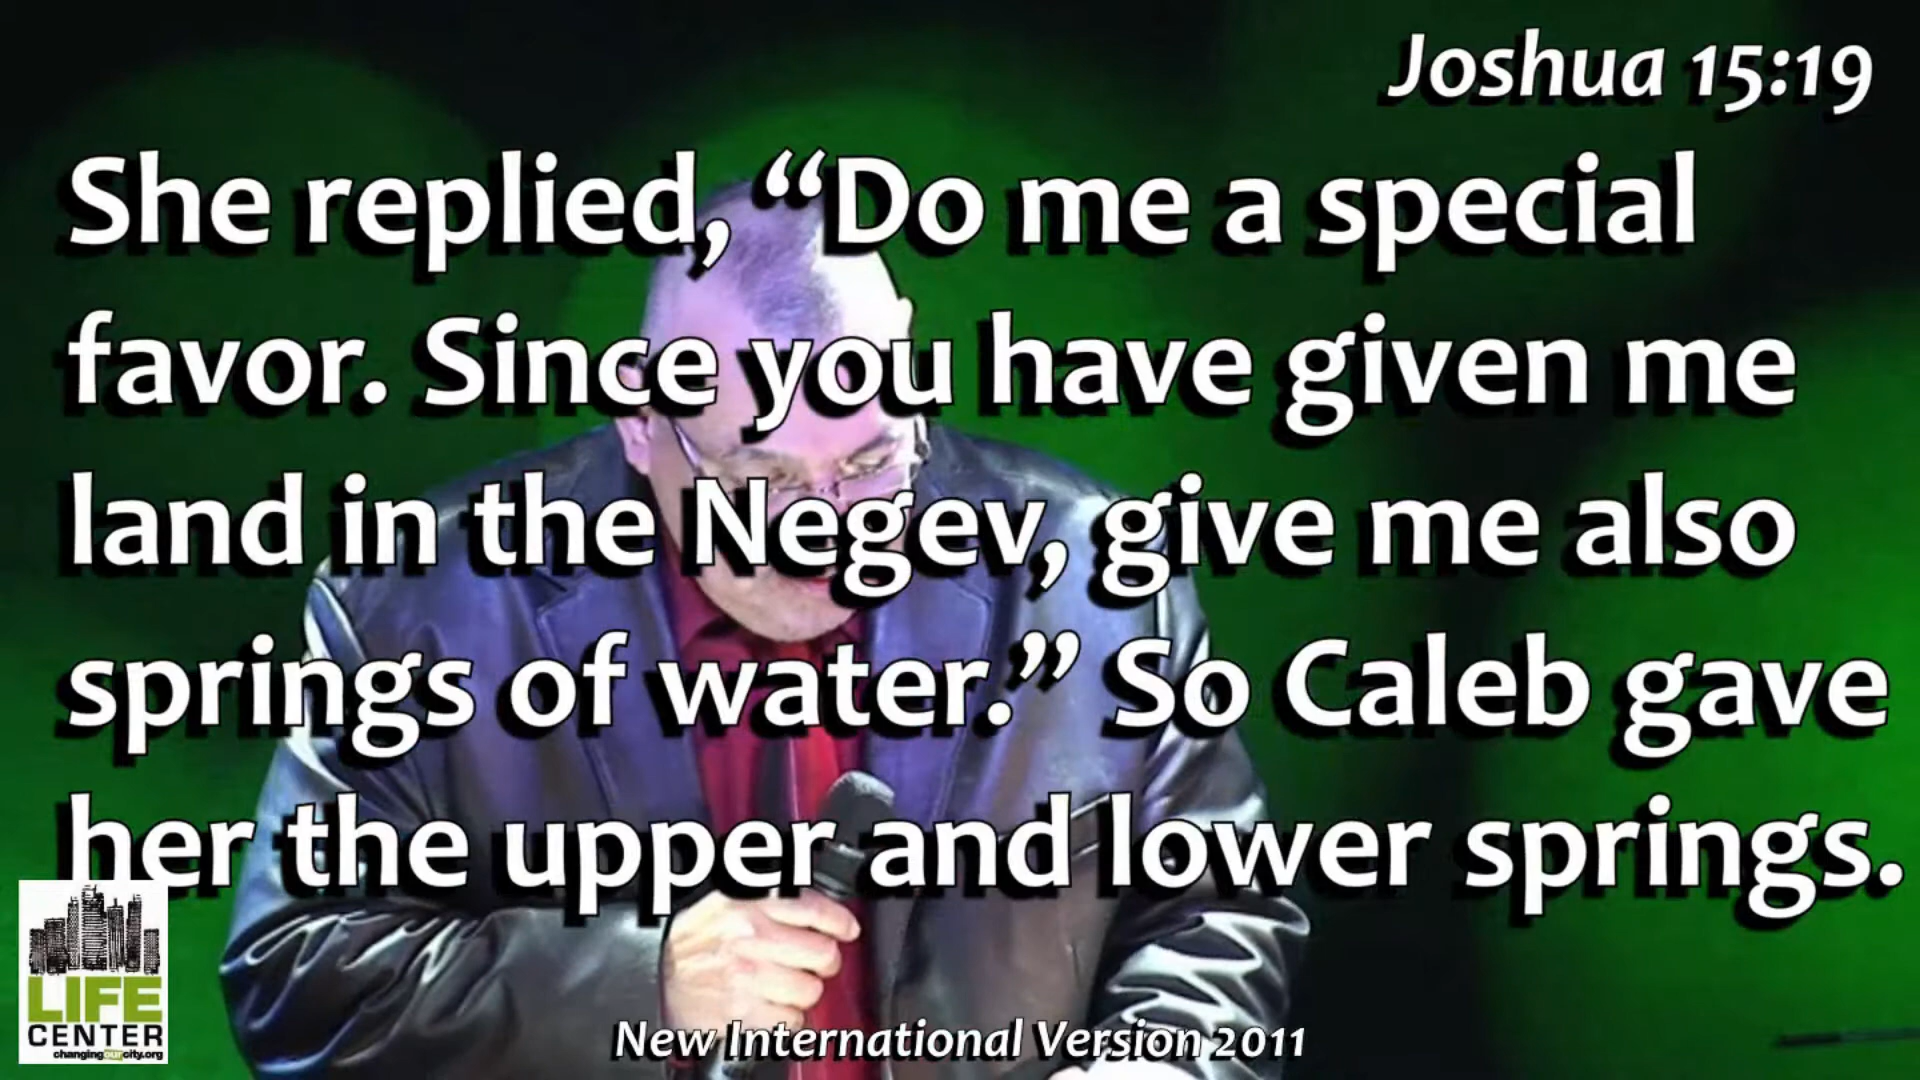 Joshua 15:19
She replied, “Do me a special
favor. Since you have given me
land in the Negev, give me also
springs of water.” So Caleb gave
her the upper and lower springs.
LIFE
CENTER
changingourcity.org
New International Version 2011